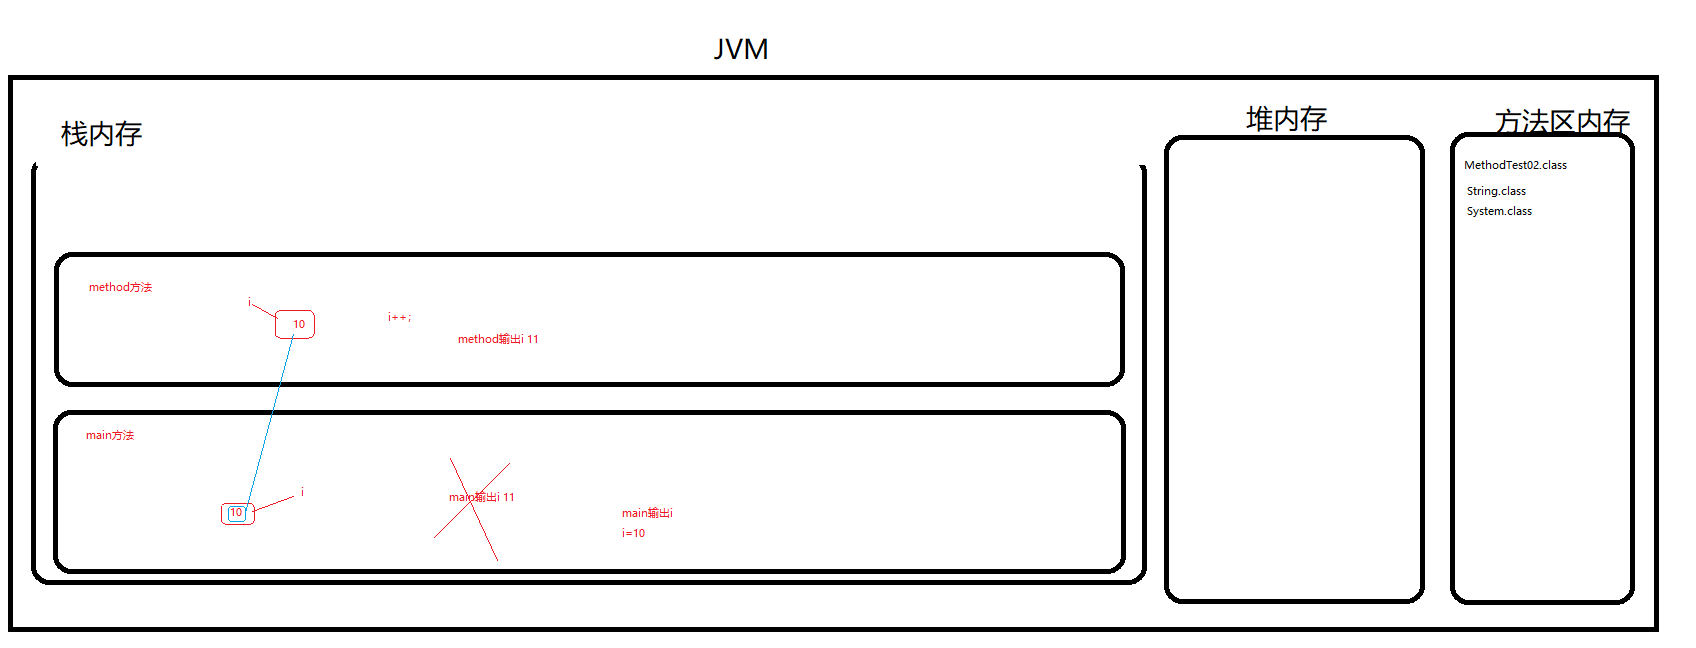 JVM
栈内存
堆内存
方法区内存
MethodTest02.class
String.class
System.class
method方法
i
10
i++;
method输出i 11
main方法
i
10
main输出i 11
main输出i
i=10